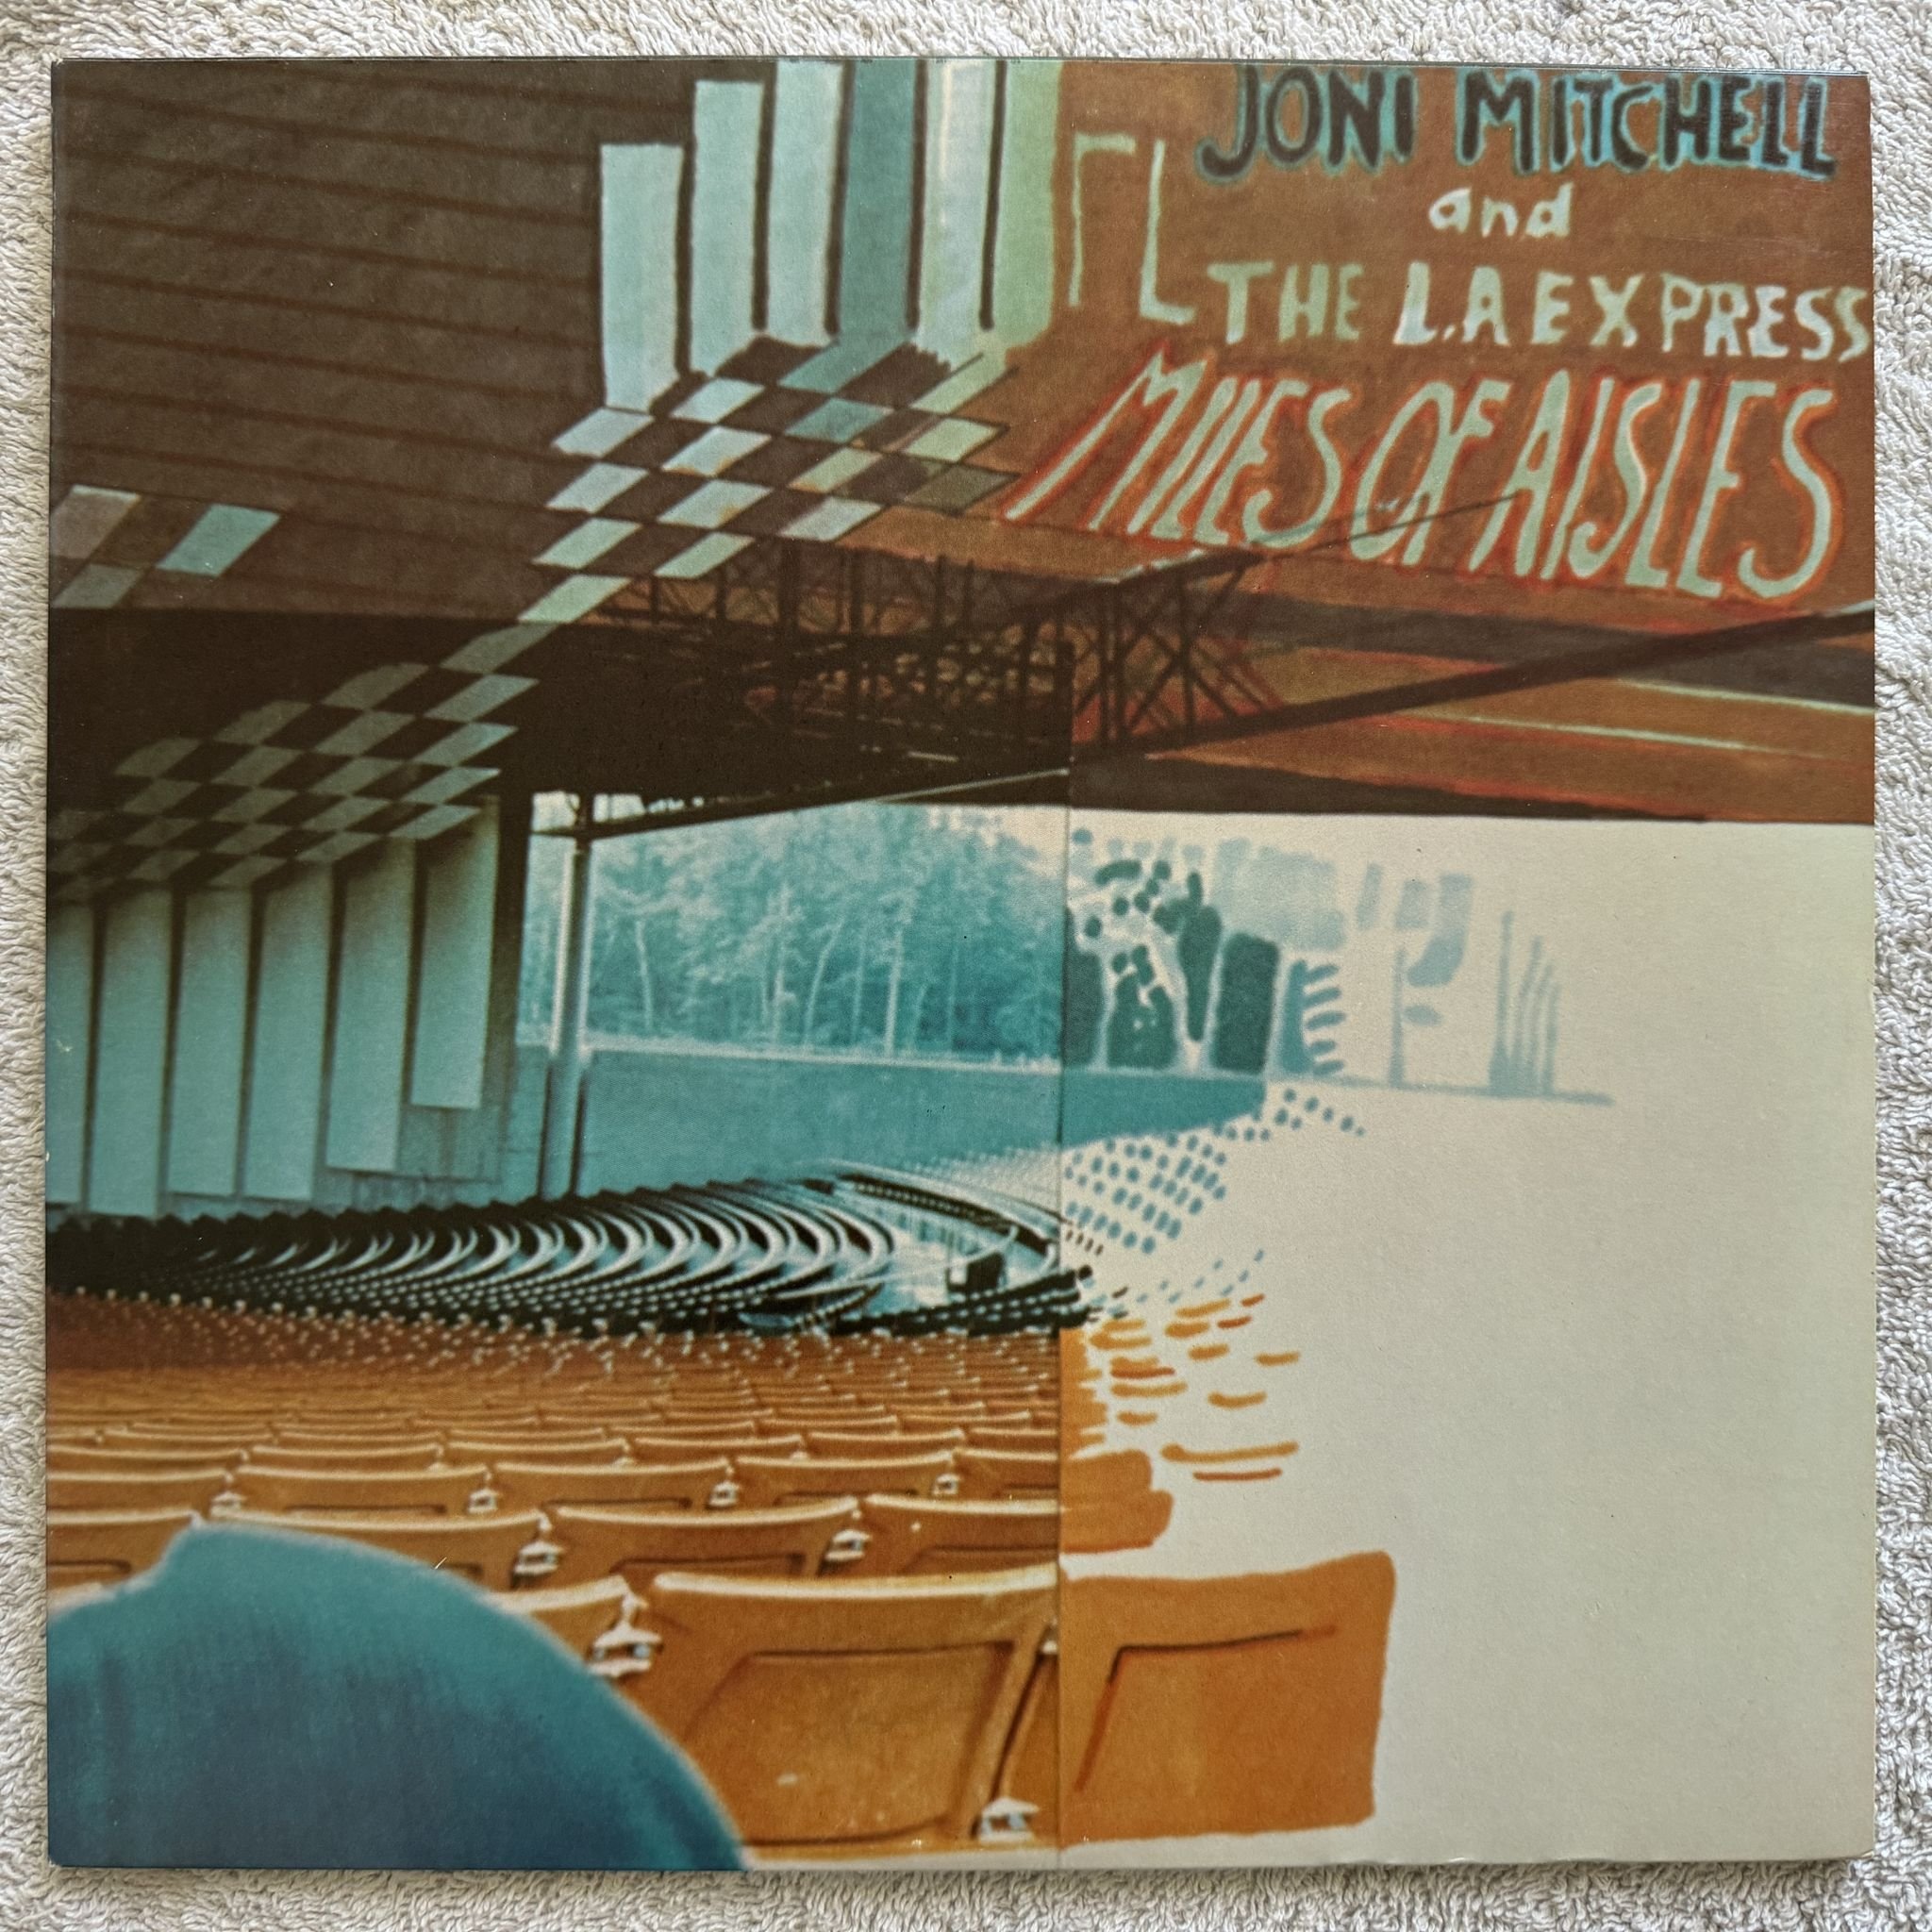 JONI MITCHELL
and
THE L.A EXPRESS
MILES OF AISLES